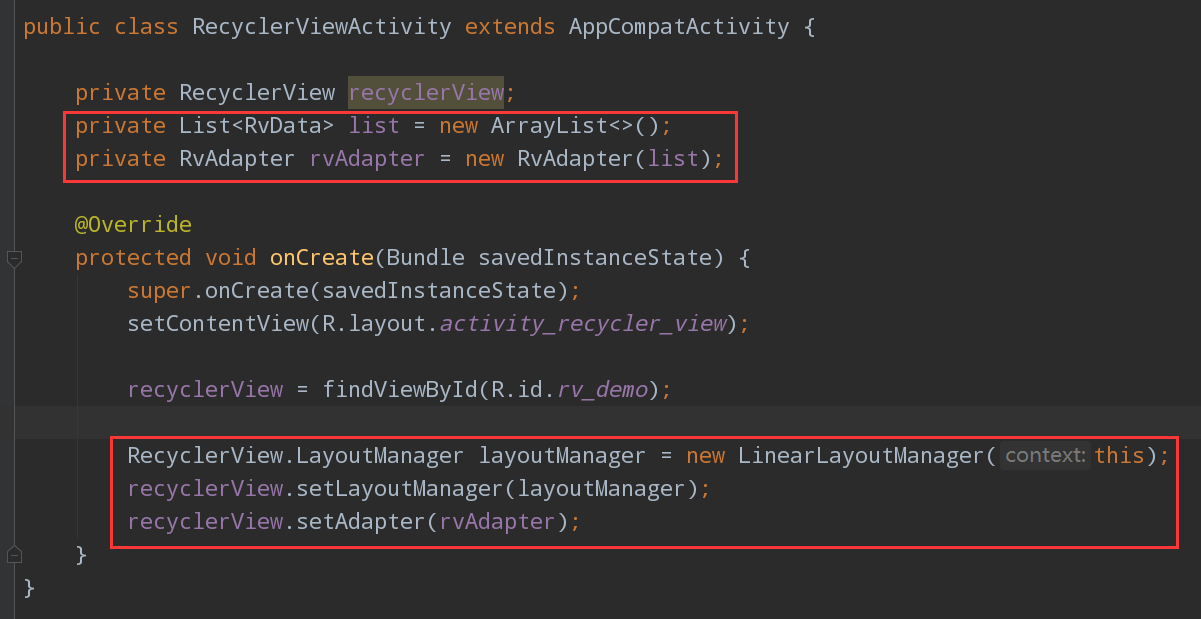 public class RecyclerViewActivity extends AppCompatActivity {
private RecyclerView recyclerView;
private List<RvData> list = new ArrayList<>();
private RvAdapter rvAdapter = new RvAdapter(list);
@Override
protected void onCreate(Bundle savedInstanceState) {
super.onCreate(savedInstanceState);
setContentView(R.layout.activity_recycler_view);
recyclerView = findViewById(R.id.rv_demo);
RecyclerView.LayoutManager layoutManager = new LinearLayoutManager( context: this);
recyclerView.setLayoutManager(layoutManager);
recyclerView.setAdapter(rvAdapter);
}
}